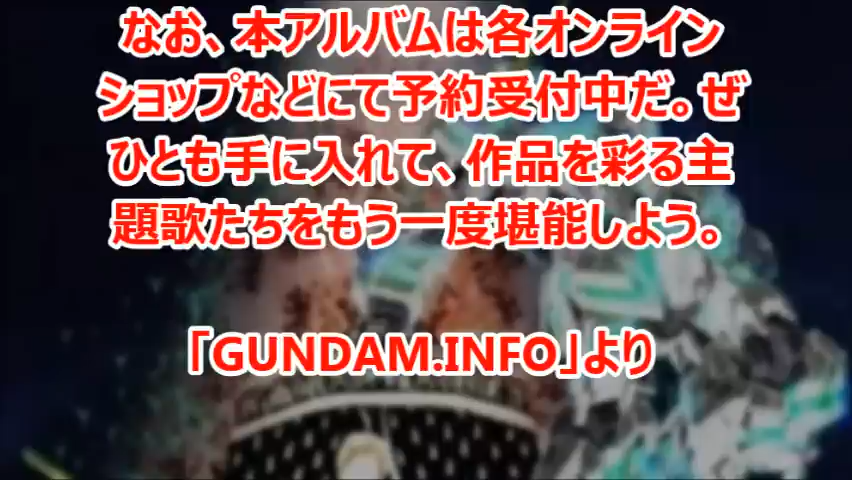 なお、本アルバムは各オンライン
ショップなどにて予約受付中だ。ぜ
ひとも手に入れて、作品を彩る主
題歌たちをもう一度堪能しよう。
「GUNDAM.INFO」より